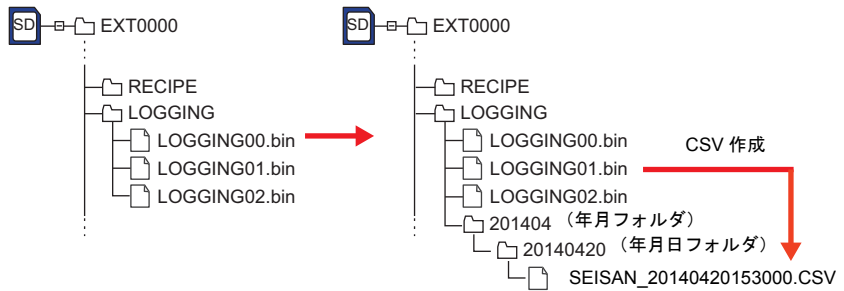 SD
EXT0000
RECIPE
LOGGING
LOGGING00.bin
LOGGING01.bin
LOGGING02.bin
SD
EXT0000
RECIPE
LOGGING
LOGGING00.bin
LOGGING01.bin
LOGGING02.bin
CSV 作成
201404 （年月フォルダ）
20140420 （年月日フォルダ）
SEISAN_20140420153000.CSV